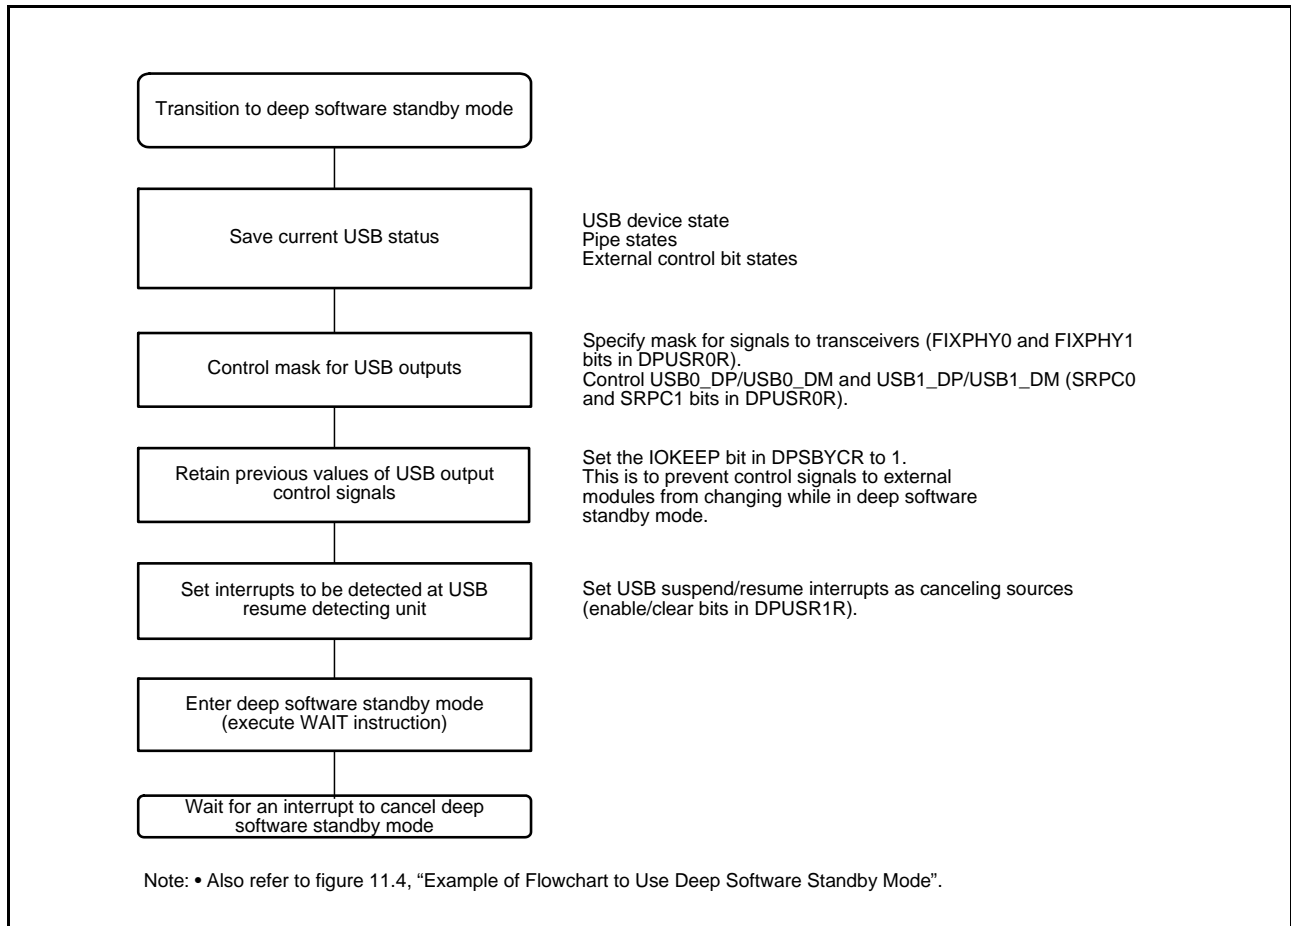 Transition to deep software standby mode
Save current USB status
USB device state
Pipe states
External control bit states
Control mask for USB outputs
Specify mask for signals to transceivers (FIXPHY0 and FIXPHY1
bits in DPUSR0R).
Control USB0_DP/USB0_DM and USB1_DP/USB1_DM (SRPC0
and SRPC1 bits in DPUSR0R).
Retain previous values of USB output
control signals
Set the IOKEEP bit in DPSBYCR to 1.
This is to prevent control signals to external
modules from changing while in deep software
standby mode.
Set interrupts to be detected at USB
resume detecting unit
Set USB suspend/resume interrupts as canceling sources
(enable/clear bits in DPUSR1R).
Enter deep software standby mode
(execute WAIT instruction)
Wait for an interrupt to cancel deep
software standby mode
Note: • Also refer to figure 11.4, “Example of Flowchart to Use Deep Software Standby Mode”.